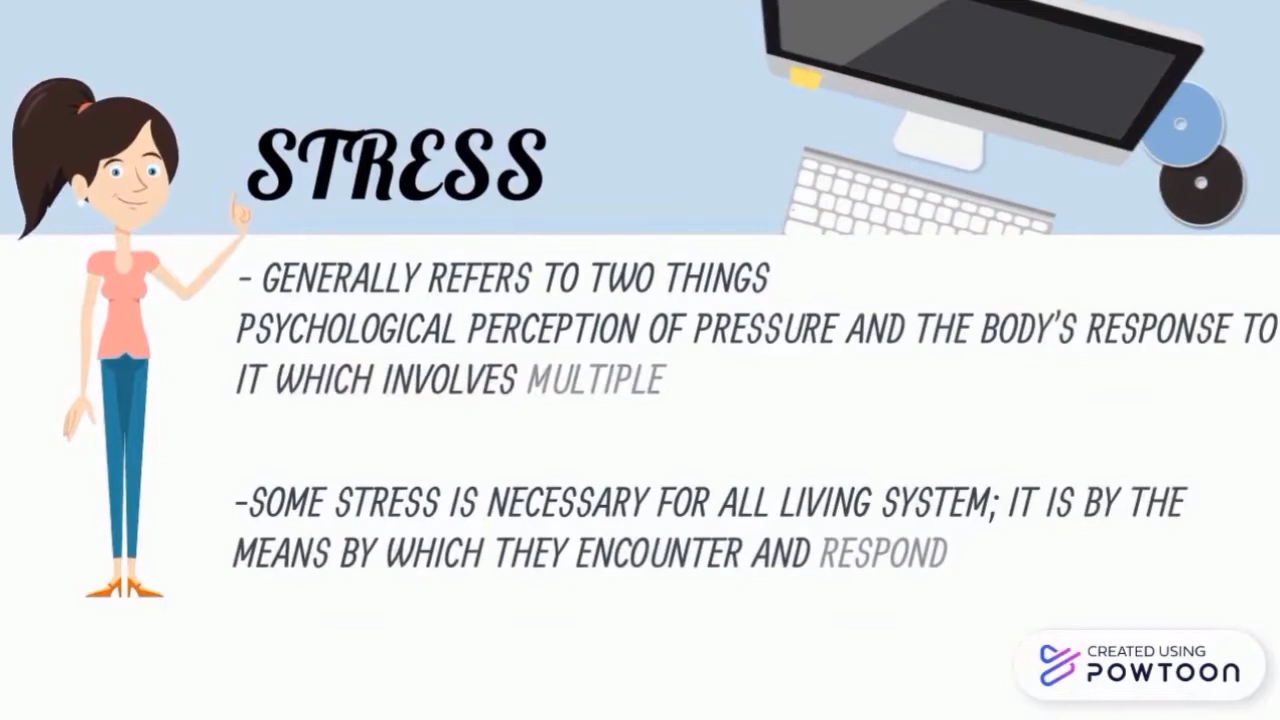 STRESS
- GENERALLY REFERS TO TWO THINGS
PSYCHOLOGICAL PERCEPTION OF PRESSURE AND THE BODY'S RESPONSE TO
IT WHICH INVOLVES MULTIPLE
-SOME STRESS IS NECESSARY FOR ALL LIVING SYSTEM; IT IS BY THE
MEANS BY WHICH THEY ENCOUNTER AND RESPOND
CREATED USING
POWTOON